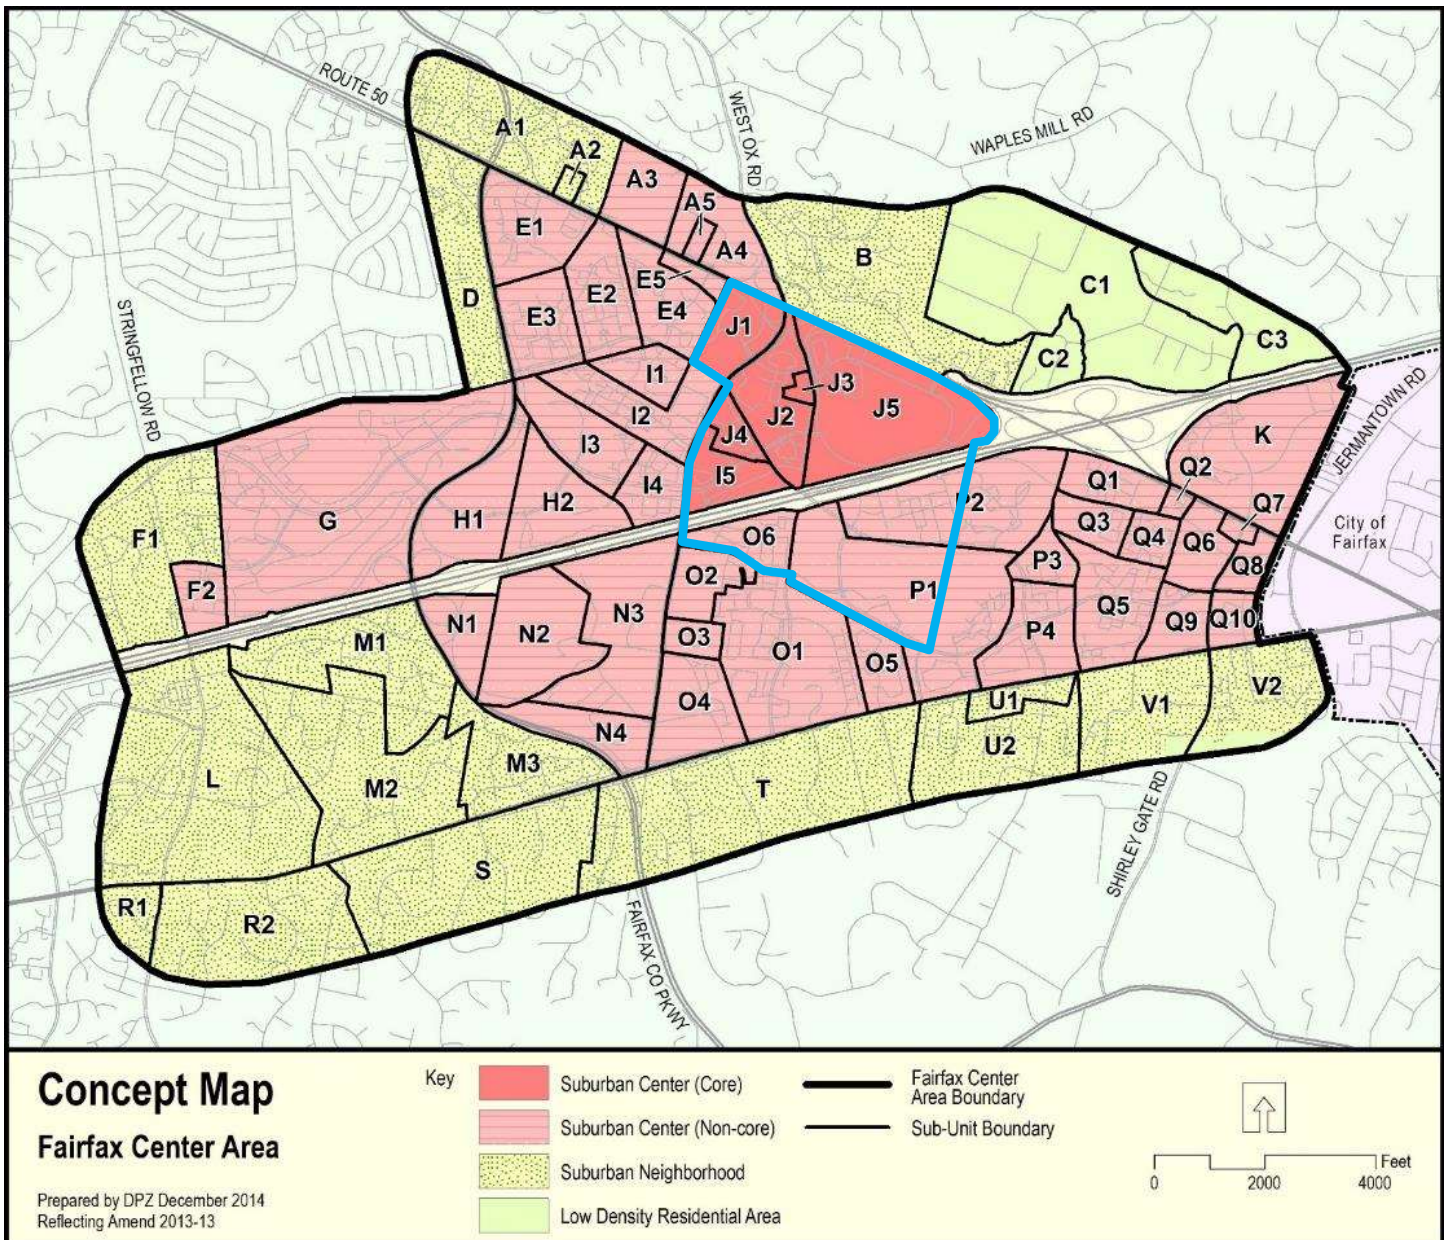 ROUTE 50
WEST OX RD
WAPLES MILL RD
A1
A2
A3
A5
A4
E1
B
C1
D
E5
E2
E4
E3
J1
C2
C3
STRINGFELLOW RD
I1
J3
JERMANTOWN RD
I2
J2
J5
J4
K
I3
I5
I4
Q1
Q2
G
H1
H2
P2
Q7
Q3
Q4
Q6
City of
Fairfax
F1
O6
F2
O2
P3
Q8
P1
N1
N2
N3
Q5
M1
O3
O1
P4
Q9
Q10
O5
O4
U1
V1
V2
N4
M3
U2
L
M2
T
S
SHIRLEY GATE RD
R1
R2
FAIRFAX CO PKWY
Concept Map
Fairfax Center Area
Prepared by DPZ December 2014
Reflecting Amend 2013-13
Key
Suburban Center (Core)
Suburban Center (Non-core)
Suburban Neighborhood
Low Density Residential Area
Fairfax Center
Area Boundary
Sub-Unit Boundary
Feet
0 2000 4000